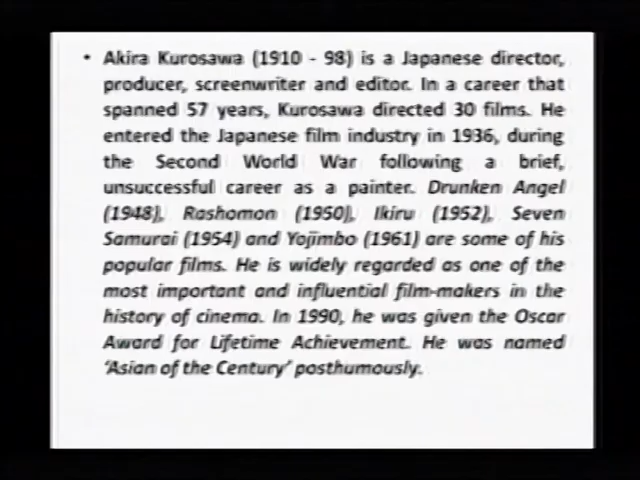 • Akira Kurosawa (1910 - 98) is a Japanese director,
producer, screenwriter and editor. In a career that
spanned 57 years, Kurosawa directed 30 films. He
entered the Japanese film industry in 1936, during
the Second World War following a brief,
unsuccessful career as a painter. Drunken Angel
(1948), Rashomon (1950), Ikiru (1952), Seven
Samurai (1954) and Yojimbo (1961) are some of his
popular films. He is widely regarded as one of the
most important and influential film-makers in the
history of cinema. In 1990, he was given the Oscar
Award for Lifetime Achievement. He was named
‘Asian of the Century’ posthumously.